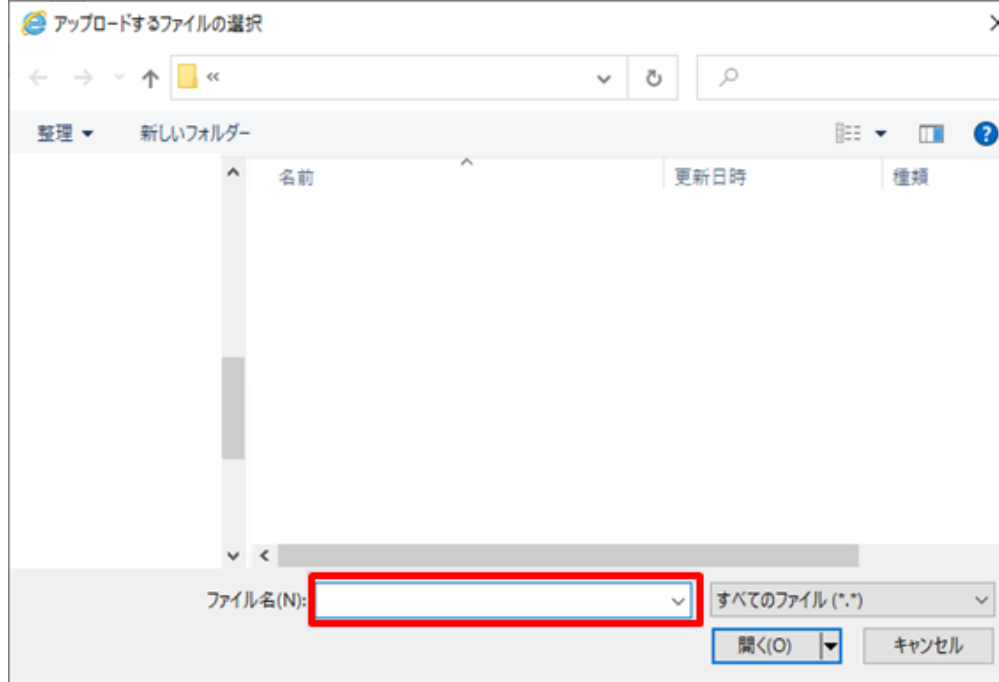 アップロードするファイルの選択
«
整理 新しいフォルダー
名前 更新日時 種類
ファイル名(N): すべてのファイル (*.*)
開く(O) キャンセル